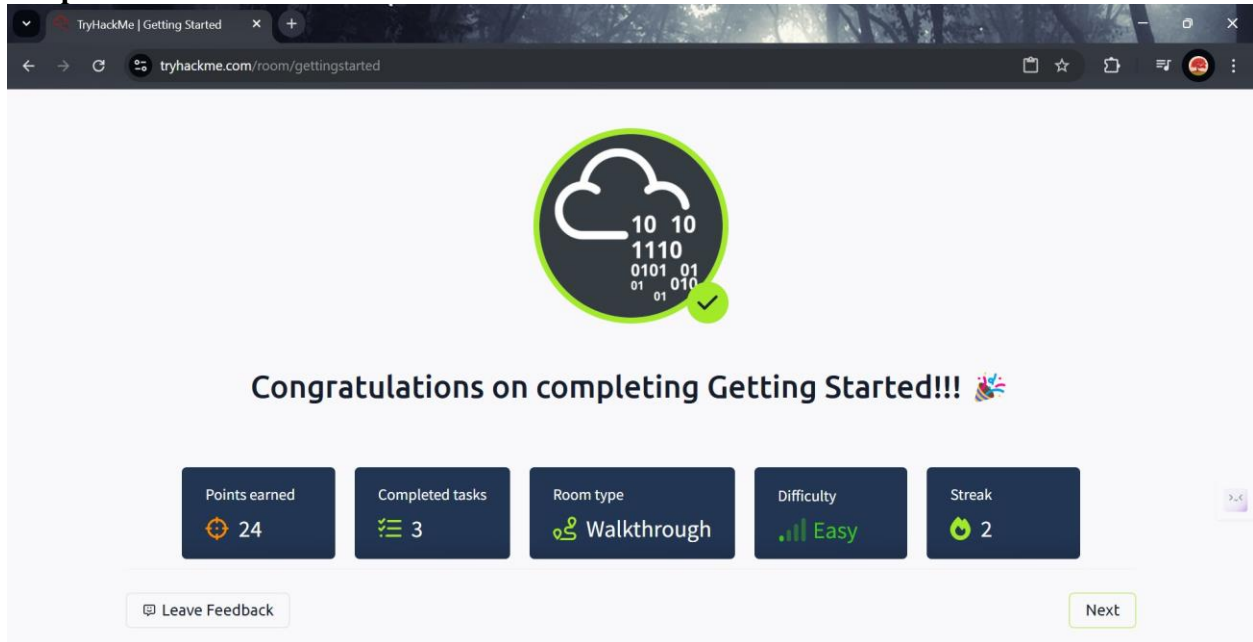 TryHackMe | Getting Started
tryhackme.com/room/gettingstarted
10 10
1110
0101 01
01 010
01
Congratulations on completing Getting Started!!! 🎉
Points earned
24
Completed tasks
3
Room type
Walkthrough
Difficulty
Easy
Streak
2
>_<
Leave Feedback
Next